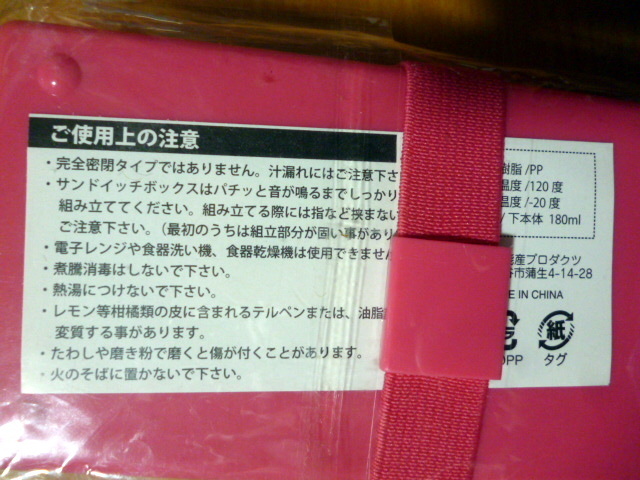 ご使用上の注意
・完全密閉タイプではありません。汁漏れにはご注意下さ
・サンドイッチボックスはパチッと音が鳴るまでしっかり
組み立ててください。組み立てる際には指など挟まない
ご注意下さい。（最初のうちは組立部分が固い事があり
・電子レンジや食器洗い機、食器乾燥機は使用できません
・煮騰消毒はしないで下さい。
・熱湯につけないで下さい。
・レモン等柑橘類の皮に含まれるテルペンまたは、油脂
変質する事があります。
・たわしや磨き粉で磨くと傷が付くことがあります。
・火のそばに置かないで下さい。
樹脂/PP
温度/120度
温度/-20度
/下本体 180ml
産プロダクツ
谷市蒲生4-14-28
E IN CHINA
紙
PP タグ